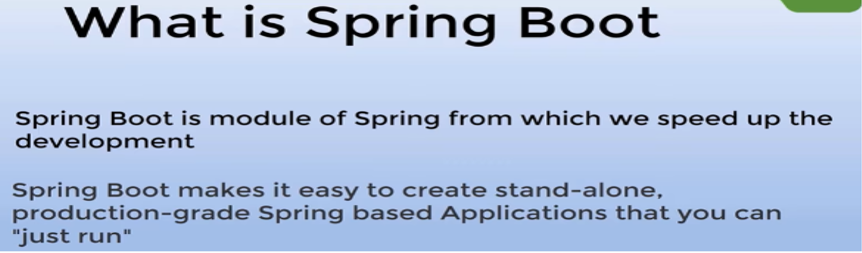 What is Spring Boot
Spring Boot is module of Spring from which we speed up the
development
Spring Boot makes it easy to create stand-alone,
production-grade Spring based Applications that you can
"just run"